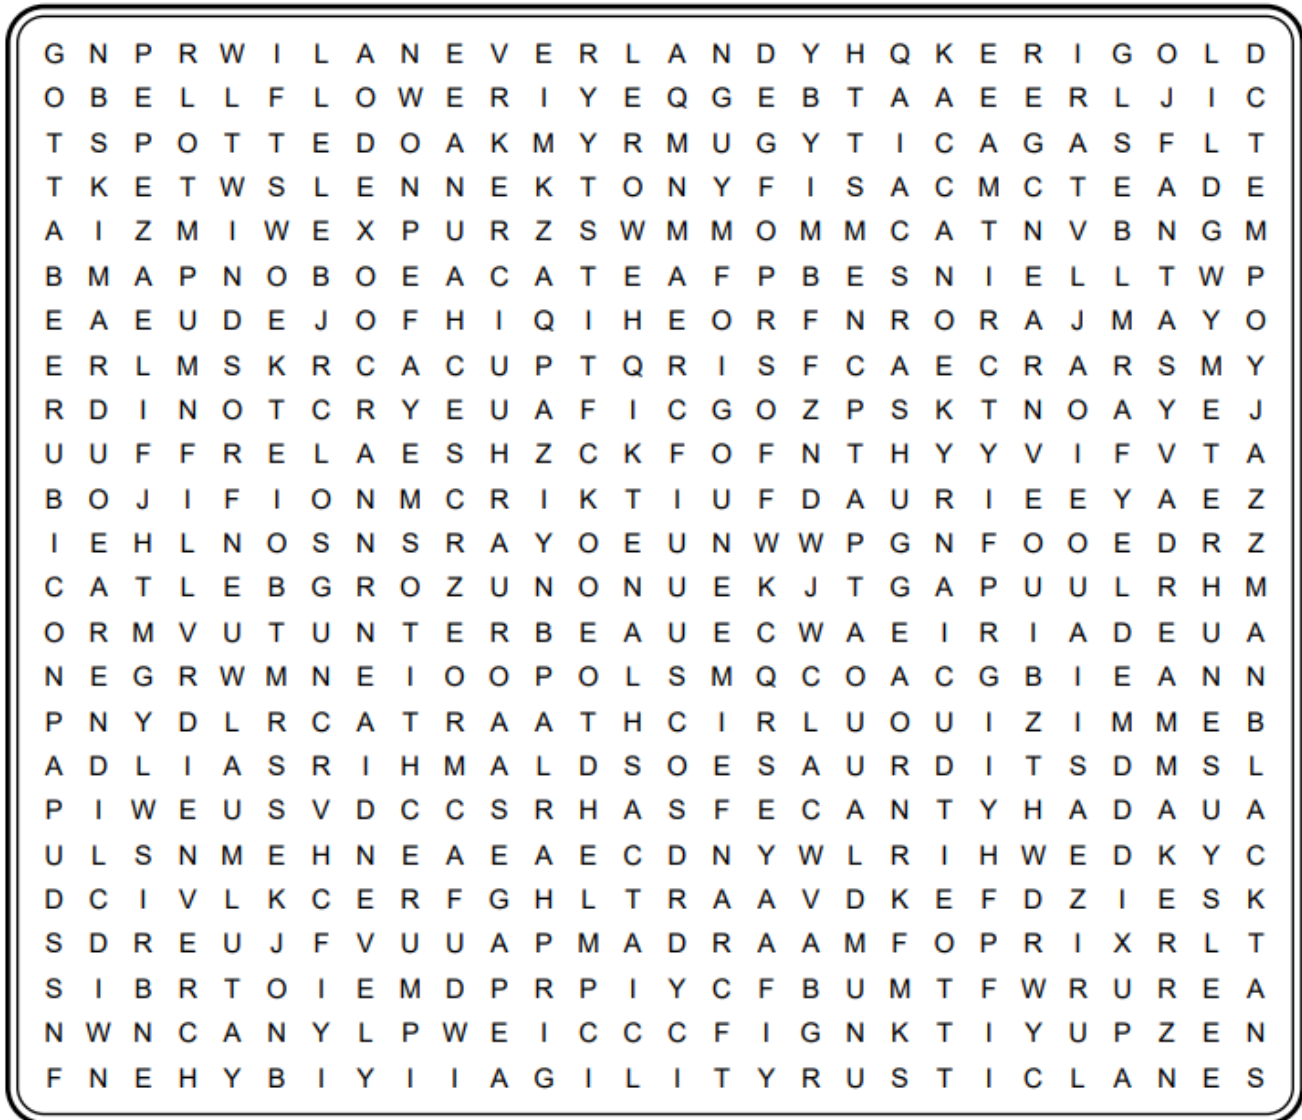 G N P R W I L A N E V E R L A N D Y H Q K E R I G O L D
O B E L L F L O W E R I Y E Q G E B T A A E E R L J I C
T S P O T T E D O A K M Y R M U G Y T I C A G A S F L T
T K E T W S L E N N E K T O N Y F I S A C M C T E A D E
A I Z M I W E X P U R Z S W M M O M M C A T N V B N G M
B M A P N O B O E A C A T E A F P B E S N I E L L T W P
E A E U D E J O F H I Q I H E O R F N R O R A J M A Y O
E R L M S K R C A C U P T Q R I S F C A E C R A R S M Y
R D I N O T C R Y E U A F I C G O Z P S K T N O A Y E J
U U F F R E L A E S H Z C K F O F N T H Y Y V I F V T A
B O J I F I O N M C R I K T I U F D A U R I E E Y A E Z
I E H L N O S N S R A Y O E U N W W P G N F O O E D R Z
C A T L E B G R O Z U N O N U E K J T G A P U U L R H M
O R M V U T U N T E R B E A U E C W A E I R I A D E U A
N E G R W M N E I O O P O L S M Q C O A C G B I E A N N
P N Y D L R C A T R A A T H C I R L U O U I Z I M M E B
A D L I A S R I H M A L D S O E S A U R D I T S D M S L
P I W E U S V D C C S R H A S F E C A N T Y H A D A U A
U L S N M E H N E A E A E C D N Y W L R I H W E D K Y C
D C I V L K C E R F G H L T R A A V D K E F D Z I E S K
S D R E U J F V U U A P M A D R A A M F O P R I X R L T
S I B R T O I E M D P R P I Y C F B U M T F W R U R E A
N W N C A N Y L P W E I C C C F I G N K T I Y U P Z E N
F N E H Y B I Y I I A G I L I T Y R U S T I C L A N E S